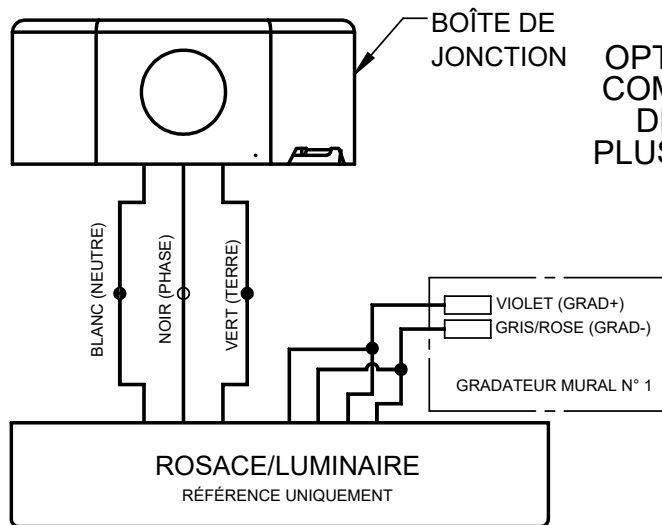 BOÎTE DE
JONCTION
BLANC (NEUTRE)
NOIR (PHASE)
VERT (TERRE)
VIOLET (GRAD+)
GRIS/ROSE (GRAD-)
GRADATEUR MURAL N° 1
ROSACE/LUMINAIRE
RÉFÉRENCE UNIQUEMENT